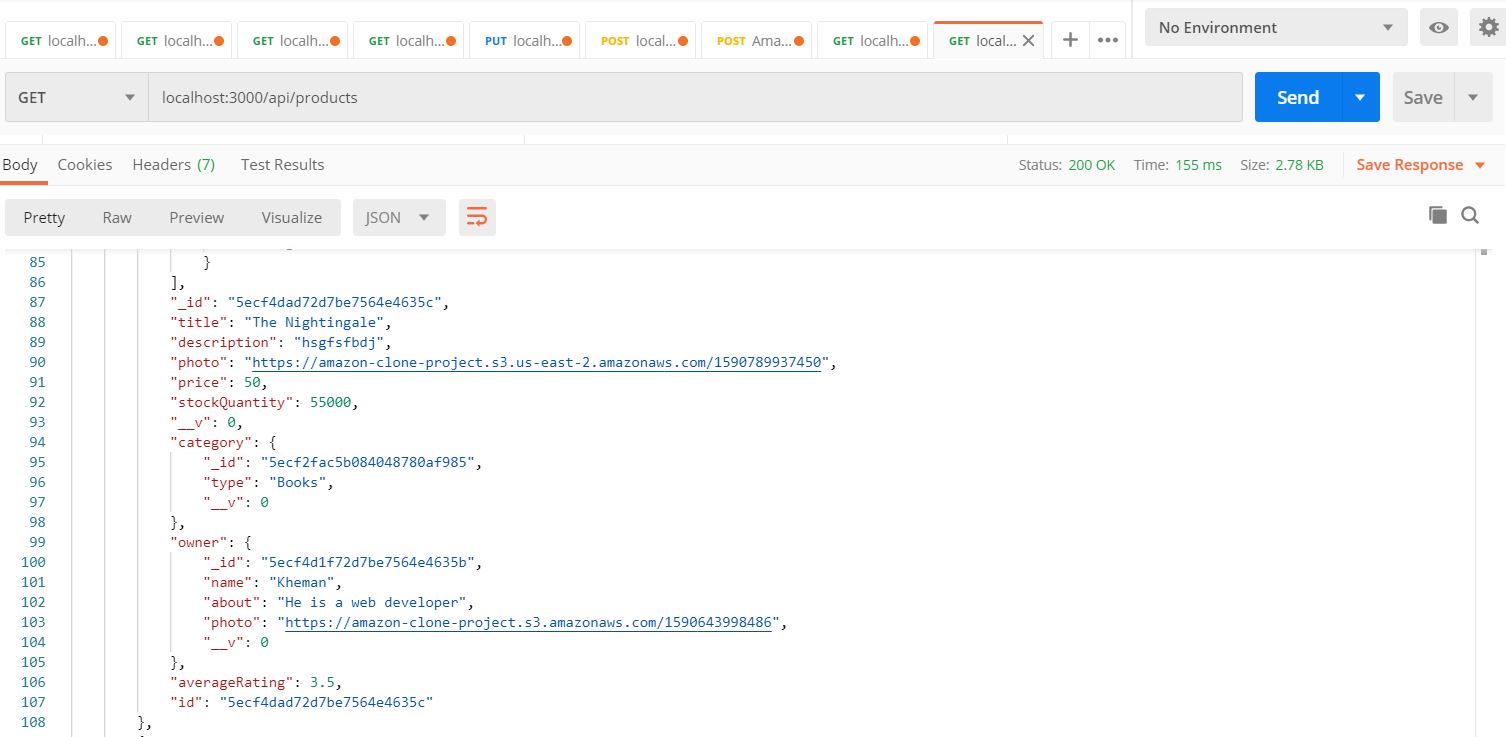 GET localh... GET localh... GET localh... GET localh... PUT localh... POST local... POST Ama... GET localh... GET local... No Environment
GET localhost:3000/api/products Send Save
Body Cookies Headers (7) Test Results Status: 200 OK Time: 155 ms Size: 2.78 KB Save Response
Pretty Raw Preview Visualize JSON
85 }
86 ],
87 "_id": "5ecf4dad72d7be7564e4635c",
88 "title": "The Nightingale",
89 "description": "hsgfsfbdj",
90 "photo": "https://amazon-clone-project.s3.us-east-2.amazonaws.com/1590789937450",
91 "price": 50,
92 "stockQuantity": 55000,
93 "__v": 0,
94 "category": {
95 "_id": "5ecf2fac5b084048780af985",
96 "type": "Books",
97 "__v": 0
98 },
99 "owner": {
100 "_id": "5ecf4d1f72d7be7564e4635b",
101 "name": "Kheman",
102 "about": "He is a web developer",
103 "photo": "https://amazon-clone-project.s3.amazonaws.com/1590643998486",
104 "__v": 0
105 },
106 "averageRating": 3.5,
107 "id": "5ecf4dad72d7be7564e4635c"
108 },